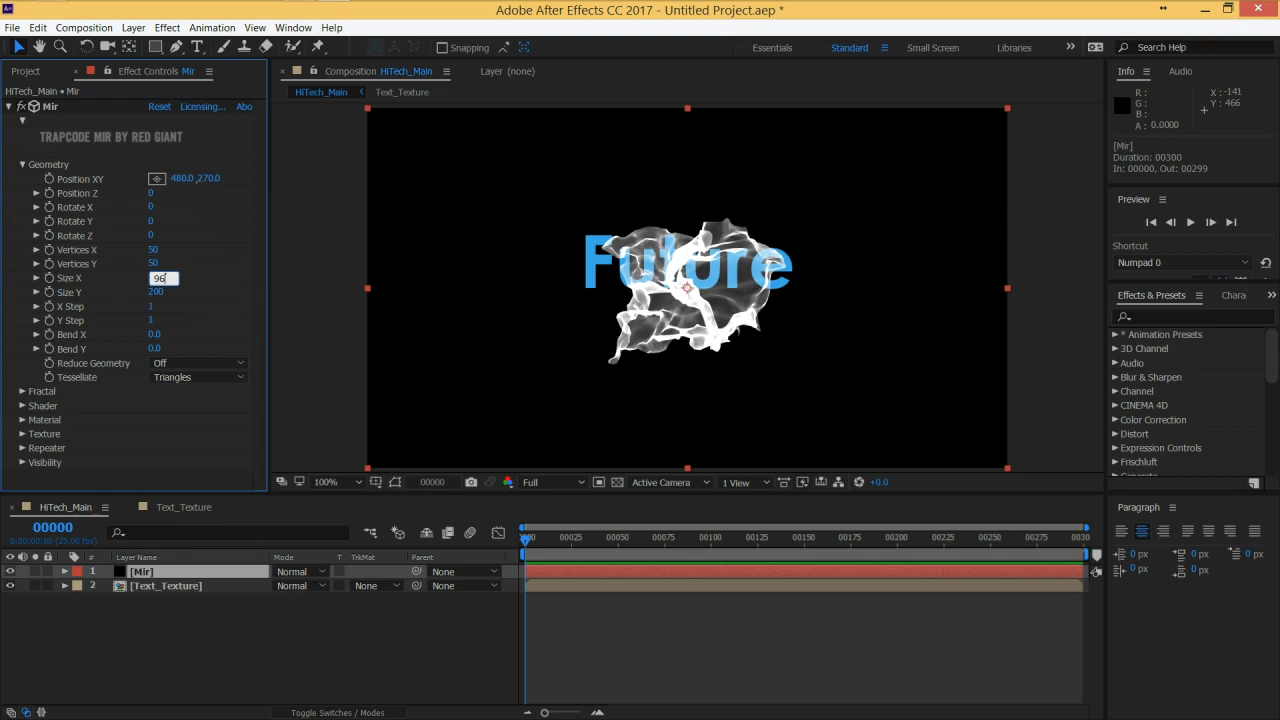 Adobe After Effects CC 2017 - Untitled Project.aep *
File Edit Composition Layer Effect Animation View Window Help
Snapping Essentials Standard Small Screen Libraries Search Help
Project Effect Controls Mir Composition HiTech_Main Layer (none) Info Audio
HiTech_Main • Mir
HiTech_Main Text_Texture
fx Mir Reset Licensing... Abo
TRAPCODE MIR BY RED GIANT
Geometry
Position XY 480.0 ,270.0
Position Z 0
Rotate X 0
Rotate Y 0
Rotate Z 0
Vertices X 50
Vertices Y 50
Size X 96
Size Y 200
X Step 1
Y Step 1
Bend X 0.0
Bend Y 0.0
Reduce Geometry Off
Tessellate Triangles
Fractal
Shader
Material
Texture
Repeater
Visibility
Future
100% 00000 Full Active Camera 1 View +0.0
R :
G :
B :
A : 0.0000
X : -141
Y : 466
[Mir]
Duration: 00300
In: 00000, Out: 00299
Preview
Shortcut
Numpad 0
Effects & Presets Chara
* Animation Presets
3D Channel
Audio
Blur & Sharpen
Channel
CINEMA 4D
Color Correction
Distort
Expression Controls
Frischluft
HiTech_Main Text_Texture
00000
0:00:00:00 (25.00 fps)
00025 00050 00075 00100 00125 00150 00175 00200 00225 00250 00275 0030
# Layer Name Mode T TrkMat Parent
1 [Mir] Normal None
2 [Text_Texture] Normal None None
Toggle Switches / Modes
Paragraph
0 px 0 px 0 px
0 px 0 px